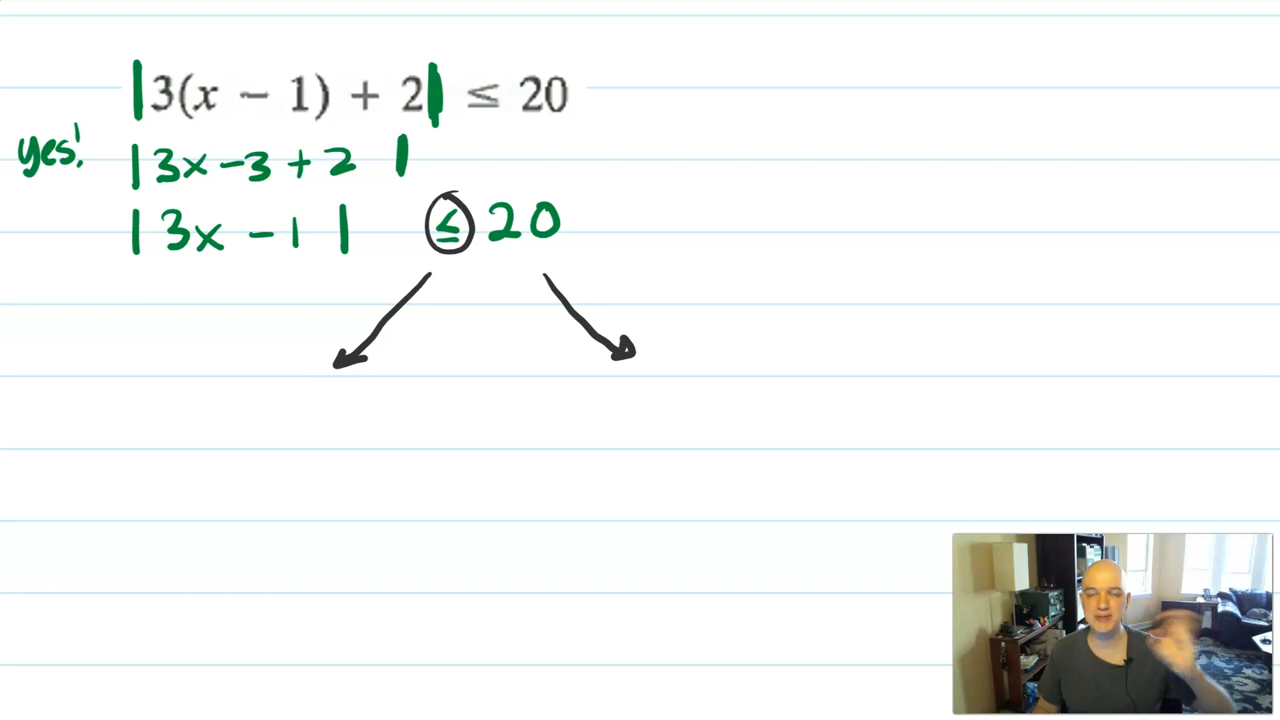 |3(x − 1) + 2| ≤ 20
yes! |3x - 3 + 2 |
|3x - 1 | ≤ 20